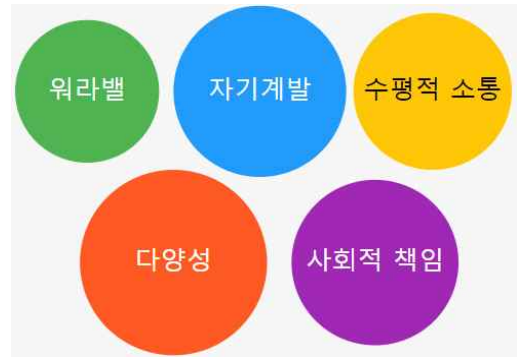 워라밸
자기계발
수평적 소통
다양성
사회적 책임